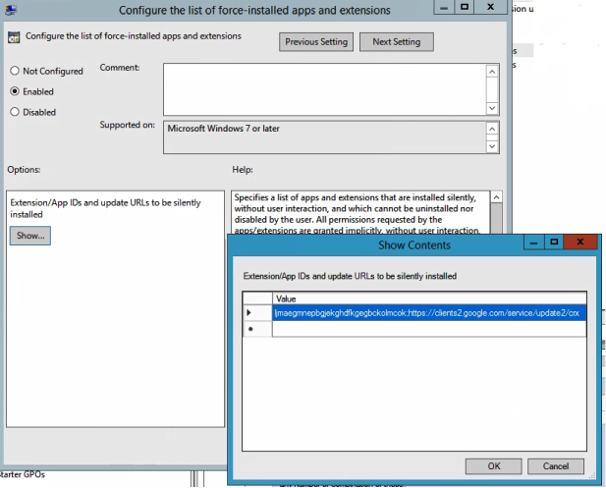 Configure the list of force-installed apps and extensions
Configure the list of force-installed apps and extensions
Previous Setting
Next Setting
Not Configured
Enabled
Disabled
Comment:
Supported on:
Microsoft Windows 7 or later
Options:
Help:
Extension/App IDs and update URLs to be silently
installed
Show...
Specifies a list of apps and extensions that are installed silently,
without user interaction, and which cannot be uninstalled nor
disabled by the user. All permissions requested by the
apps/extensions are granted implicitly, without user interaction,
Show Contents
Extension/App IDs and update URLs to be silently installed
Value
ljmaegmnepbgjekghdfkgegbckolmcok;https://clients2.google.com/service/update2/crx
OK
Cancel
Starter GPOs